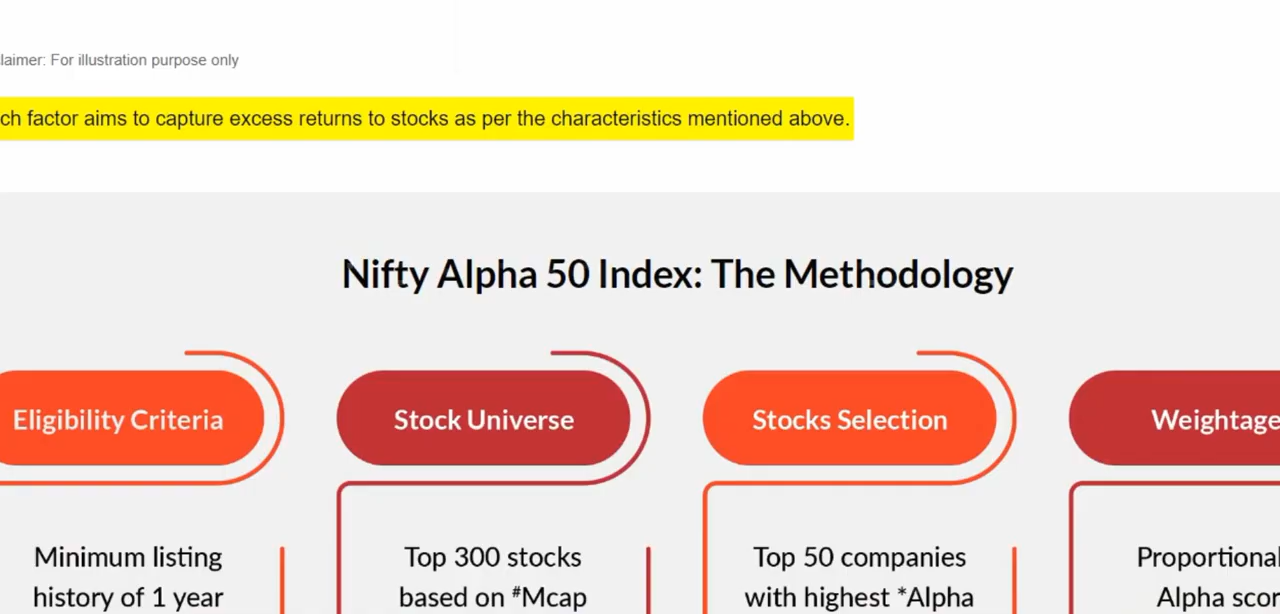 laimer: For illustration purpose only
ch factor aims to capture excess returns to stocks as per the characteristics mentioned above.
Nifty Alpha 50 Index: The Methodology
Eligibility Criteria
Stock Universe
Stocks Selection
Weightage
Minimum listing
history of 1 year
Top 300 stocks
based on #Mcap
Top 50 companies
with highest *Alpha
Proportional
Alpha scor